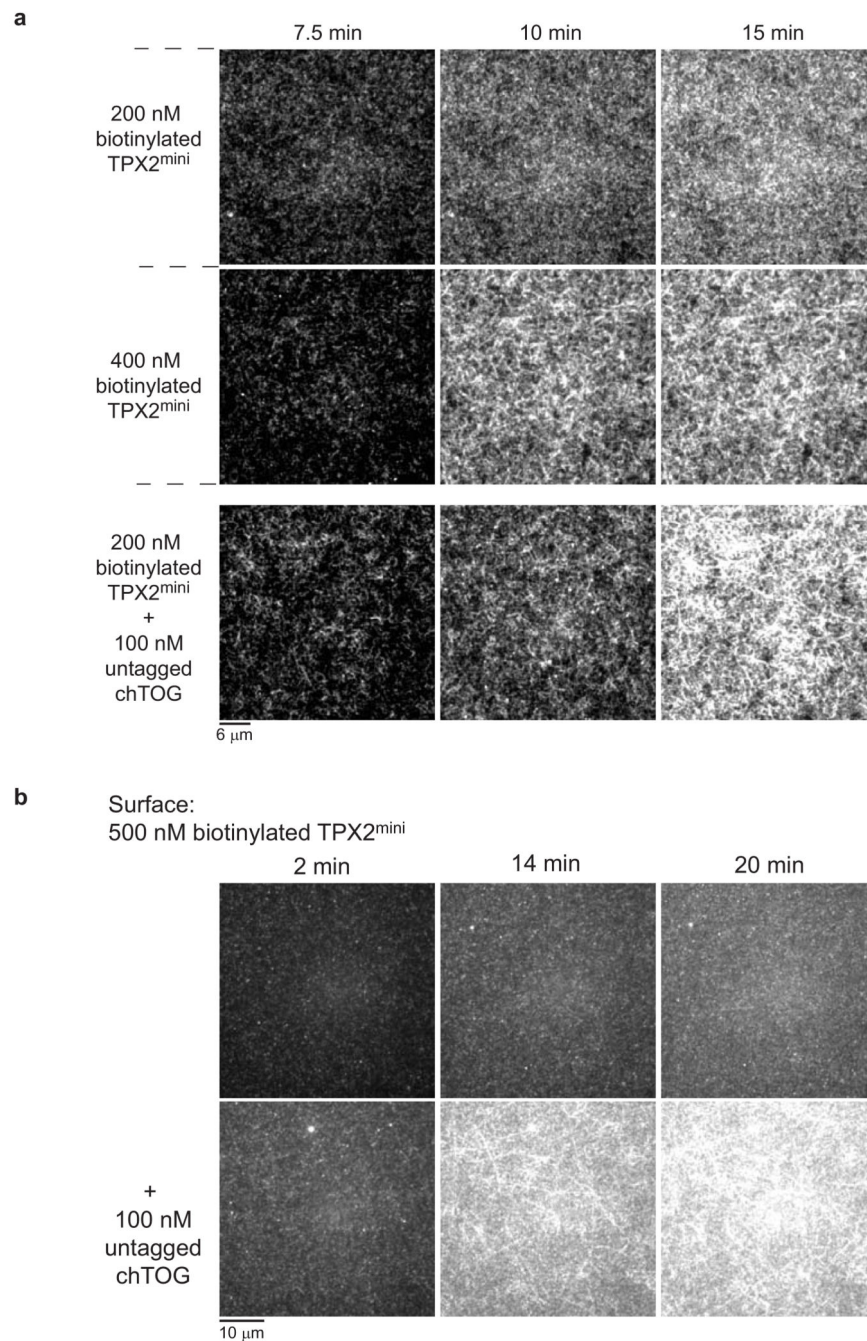 a
7.5 min 10 min 15 min
200 nM
biotinylated
TPX2mini
400 nM
biotinylated
TPX2mini
200 nM
biotinylated
TPX2mini
+
100 nM
untagged
chTOG
6 μm
b
Surface:
500 nM biotinylated TPX2mini
2 min 14 min 20 min
+
100 nM
untagged
chTOG
10 μm